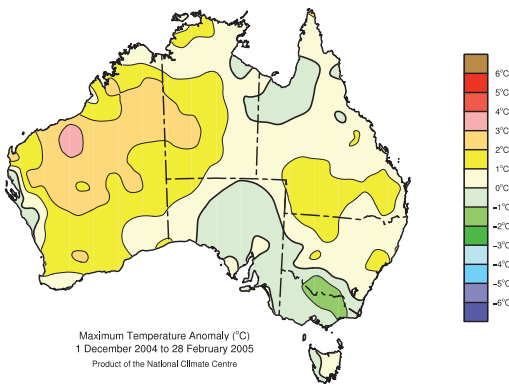 6°C
5°C
4°C
3°C
2°C
1°C
0°C
−1°C
−2°C
−3°C
−4°C
−5°C
−6°C
Maximum Temperature Anomaly (°C)
1 December 2004 to 28 February 2005
Product of the National Climate Centre